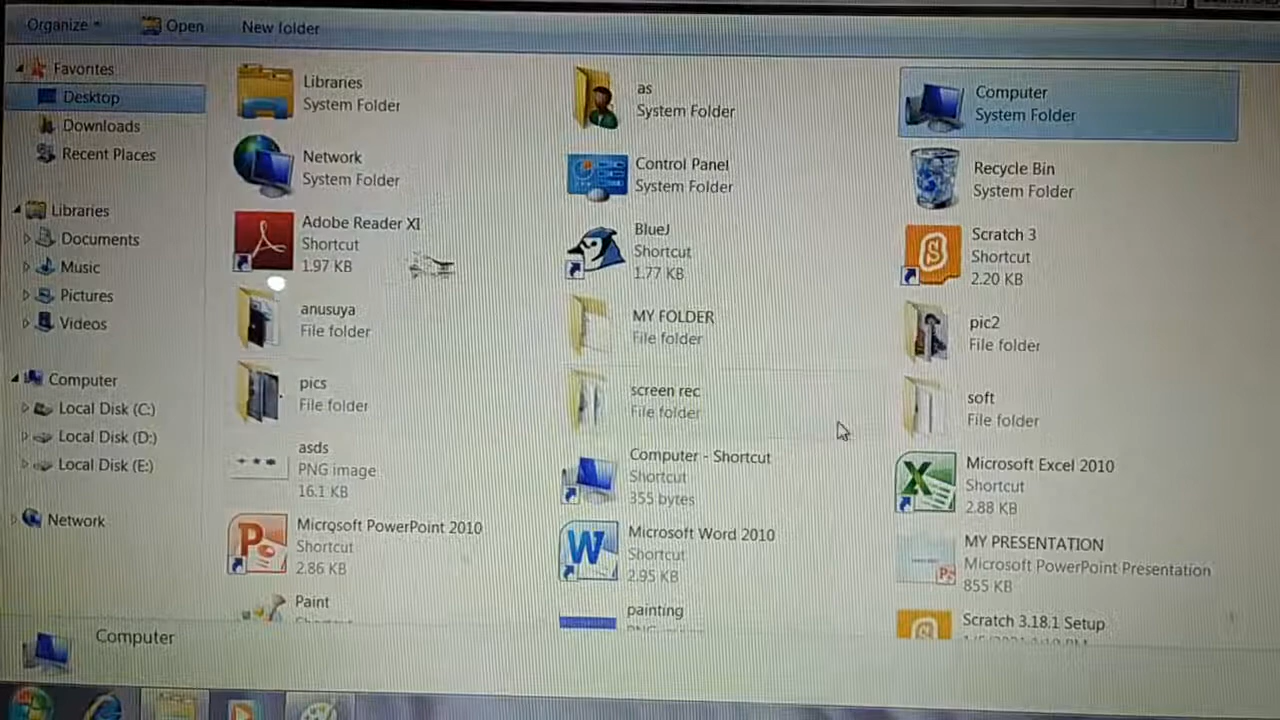 Organize Open New folder
Favorites
Desktop
Downloads
Recent Places
Libraries
Documents
Music
Pictures
Videos
Computer
Local Disk (C:)
Local Disk (D:)
Local Disk (E:)
Network
Libraries
System Folder
as
System Folder
Computer
System Folder
Network
System Folder
Control Panel
System Folder
Recycle Bin
System Folder
Adobe Reader XI
Shortcut
1.97 KB
BlueJ
Shortcut
1.77 KB
Scratch 3
Shortcut
2.20 KB
anusuya
File folder
MY FOLDER
File folder
pic2
File folder
pics
File folder
screen rec
File folder
soft
File folder
asds
PNG image
16.1 KB
Computer - Shortcut
Shortcut
355 bytes
Microsoft Excel 2010
Shortcut
2.88 KB
Microsoft PowerPoint 2010
Shortcut
2.86 KB
Microsoft Word 2010
Shortcut
2.95 KB
MY PRESENTATION
Microsoft PowerPoint Presentation
855 KB
Paint
painting
Scratch 3.18.1 Setup
Computer